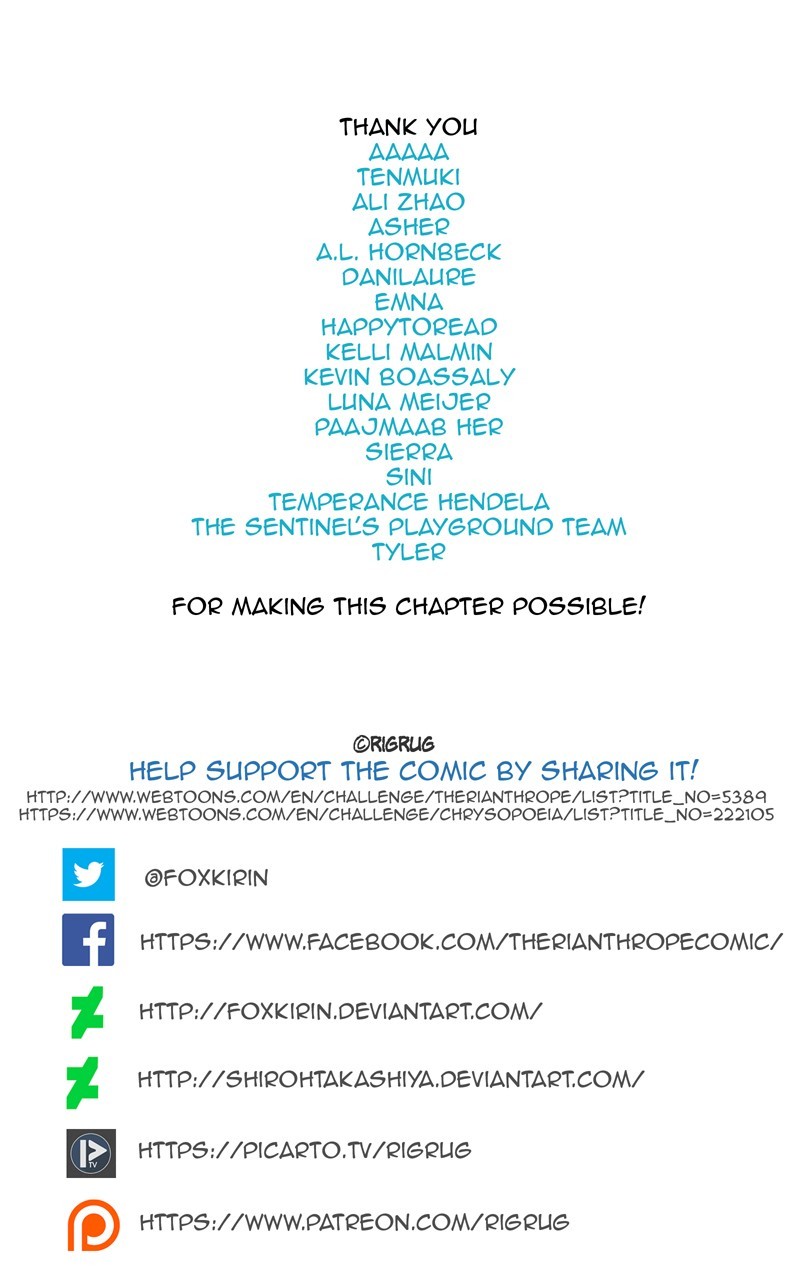 THANK YOU
AAAAA
TENMUKI
ALI ZHAO
ASHER
A.L. HORNBECK
DANILAURE
EMNA
HAPPYTOREAD
KELLI MALMIN
KEVIN BOASSALY
LUNA MEIJER
PAAJMAAB HER
SIERRA
SINI
TEMPERANCE HENDELA
THE SENTINEL'S PLAYGROUND TEAM
TYLER
FOR MAKING THIS CHAPTER POSSIBLE!
©RIGRUG
HELP SUPPORT THE COMIC BY SHARING IT!
HTTP://WWW.WEBTOONS.COM/EN/CHALLENGE/THERIANTHROPE/LIST?TITLE_NO=5389
HTTPS://WWW.WEBTOONS.COM/EN/CHALLENGE/CHRYSOPOEIA/LIST?TITLE_NO=222105
@FOXKIRIN
HTTPS://WWW.FACEBOOK.COM/THERIANTHROPECOMIC/
HTTP://FOXKIRIN.DEVIANTART.COM/
HTTP://SHIROHTAKASHIYA.DEVIANTART.COM/
TV
HTTPS://PICARTO.TV/RIGRUG
HTTPS://WWW.PATREON.COM/RIGRUG